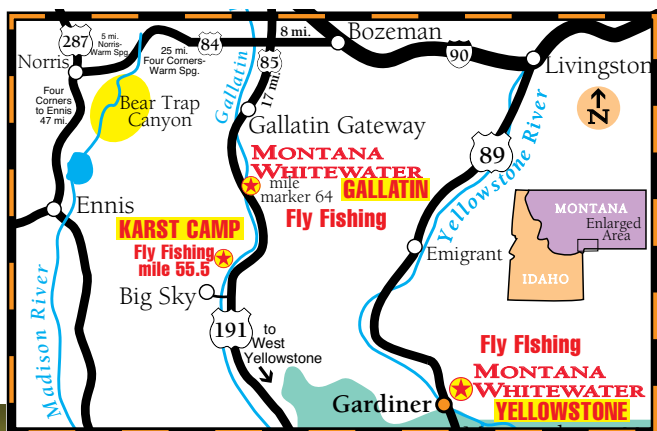 287
5 mi.
Norris-
Warm Spg.
84
8 mi.
Bozeman
Norris
25 mi.
Four Corners-
Warm Spg.
85
17 mi.
90
Livingston
Four
Corners
to Ennis
47 mi.
Bear Trap
Canyon
Gallatin
Gallatin Gateway
N
89
Yellowstone River
MONTANA
WHITEWATER
mile
marker 64
GALLATIN
Fly Fishing
Ennis
KARST CAMP
Fly Fishing
mile 55.5
Emigrant
MONTANA
Enlarged
Area
IDAHO
Big Sky
191
to
West
Yellowstone
Madison River
Fly FIshing
MONTANA
WHITEWATER
Gardiner
YELLOWSTONE